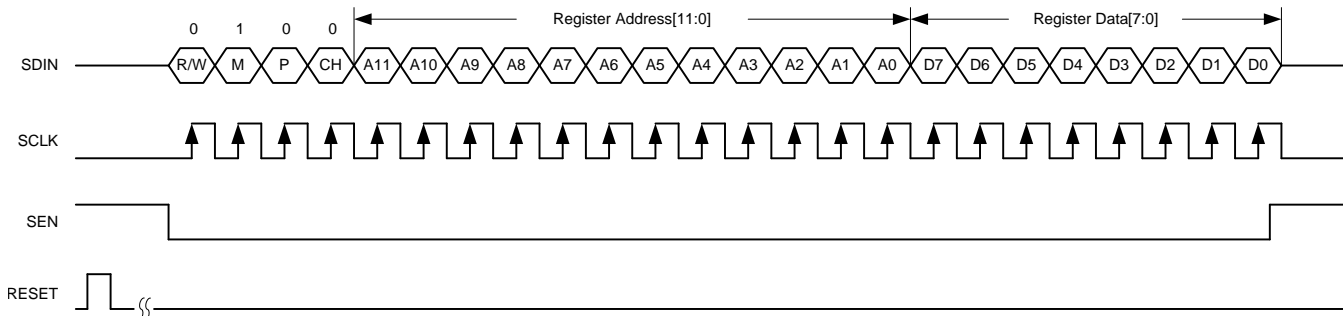 0 1 0 0 Register Address[11:0] Register Data[7:0]
SDIN R/W M P CH A11 A10 A9 A8 A7 A6 A5 A4 A3 A2 A1 A0 D7 D6 D5 D4 D3 D2 D1 D0
SCLK
SEN
RESET